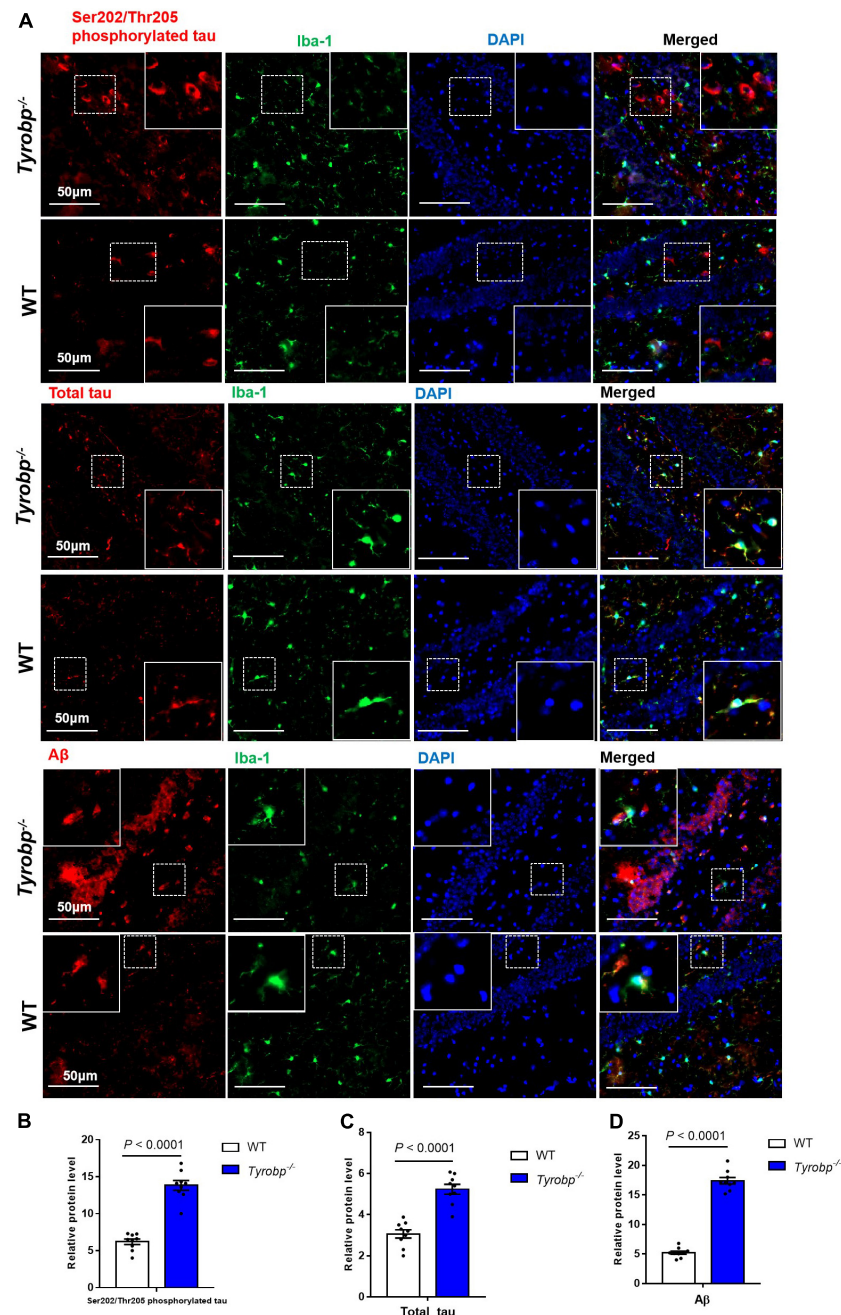 A
Ser202/Thr205
phosphorylated tau
Iba-1
DAPI
Merged
Tyrobp-/-
50μm
WT
50μm
Total tau
Iba-1
DAPI
Merged
Tyrobp-/-
50μm
WT
50μm
Aβ
Iba-1
DAPI
Merged
Tyrobp-/-
50μm
WT
50μm
B
Relative protein level
20
15
10
5
0
P < 0.0001
WT
Tyrobp-/-
Ser202/Thr205 phosphorylated tau
C
Relative protein level
8
6
4
2
0
P < 0.0001
WT
Tyrobp-/-
Total tau
D
Relative protein level
25
20
15
10
5
0
P < 0.0001
WT
Tyrobp-/-
Aβ